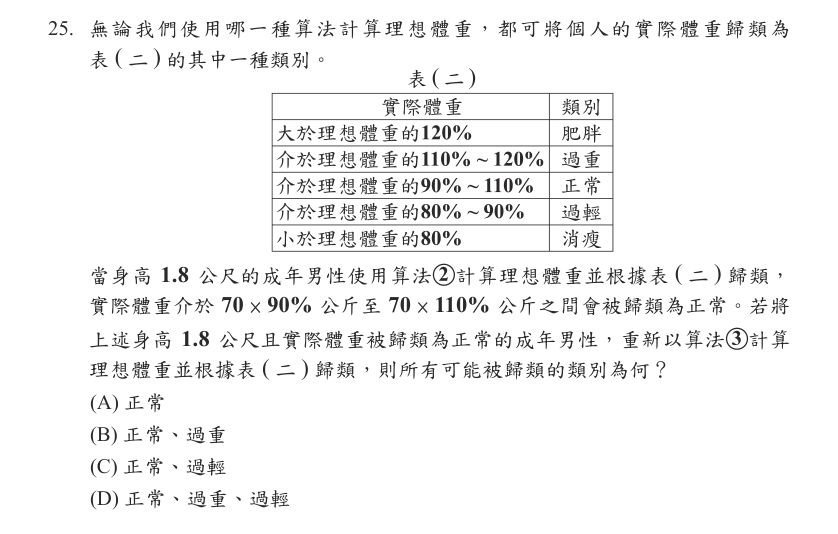 25. 無論我們使用哪一種算法計算理想體重，都可將個人的實際體重歸類為
表(二)的其中一種類別。
表(二)
實際體重 類別
大於理想體重的120% 肥胖
介於理想體重的110% ~ 120% 過重
介於理想體重的90% ~ 110% 正常
介於理想體重的80% ~ 90% 過輕
小於理想體重的80% 消瘦
當身高 1.8 公尺的成年男性使用算法②計算理想體重並根據表(二)歸類，
實際體重介於 70 × 90% 公斤至 70 × 110% 公斤之間會被歸類為正常。若將
上述身高 1.8 公尺且實際體重被歸類為正常的成年男性，重新以算法③計算
理想體重並根據表(二)歸類，則所有可能被歸類的類別為何？
(A) 正常
(B) 正常、過重
(C) 正常、過輕
(D) 正常、過重、過輕